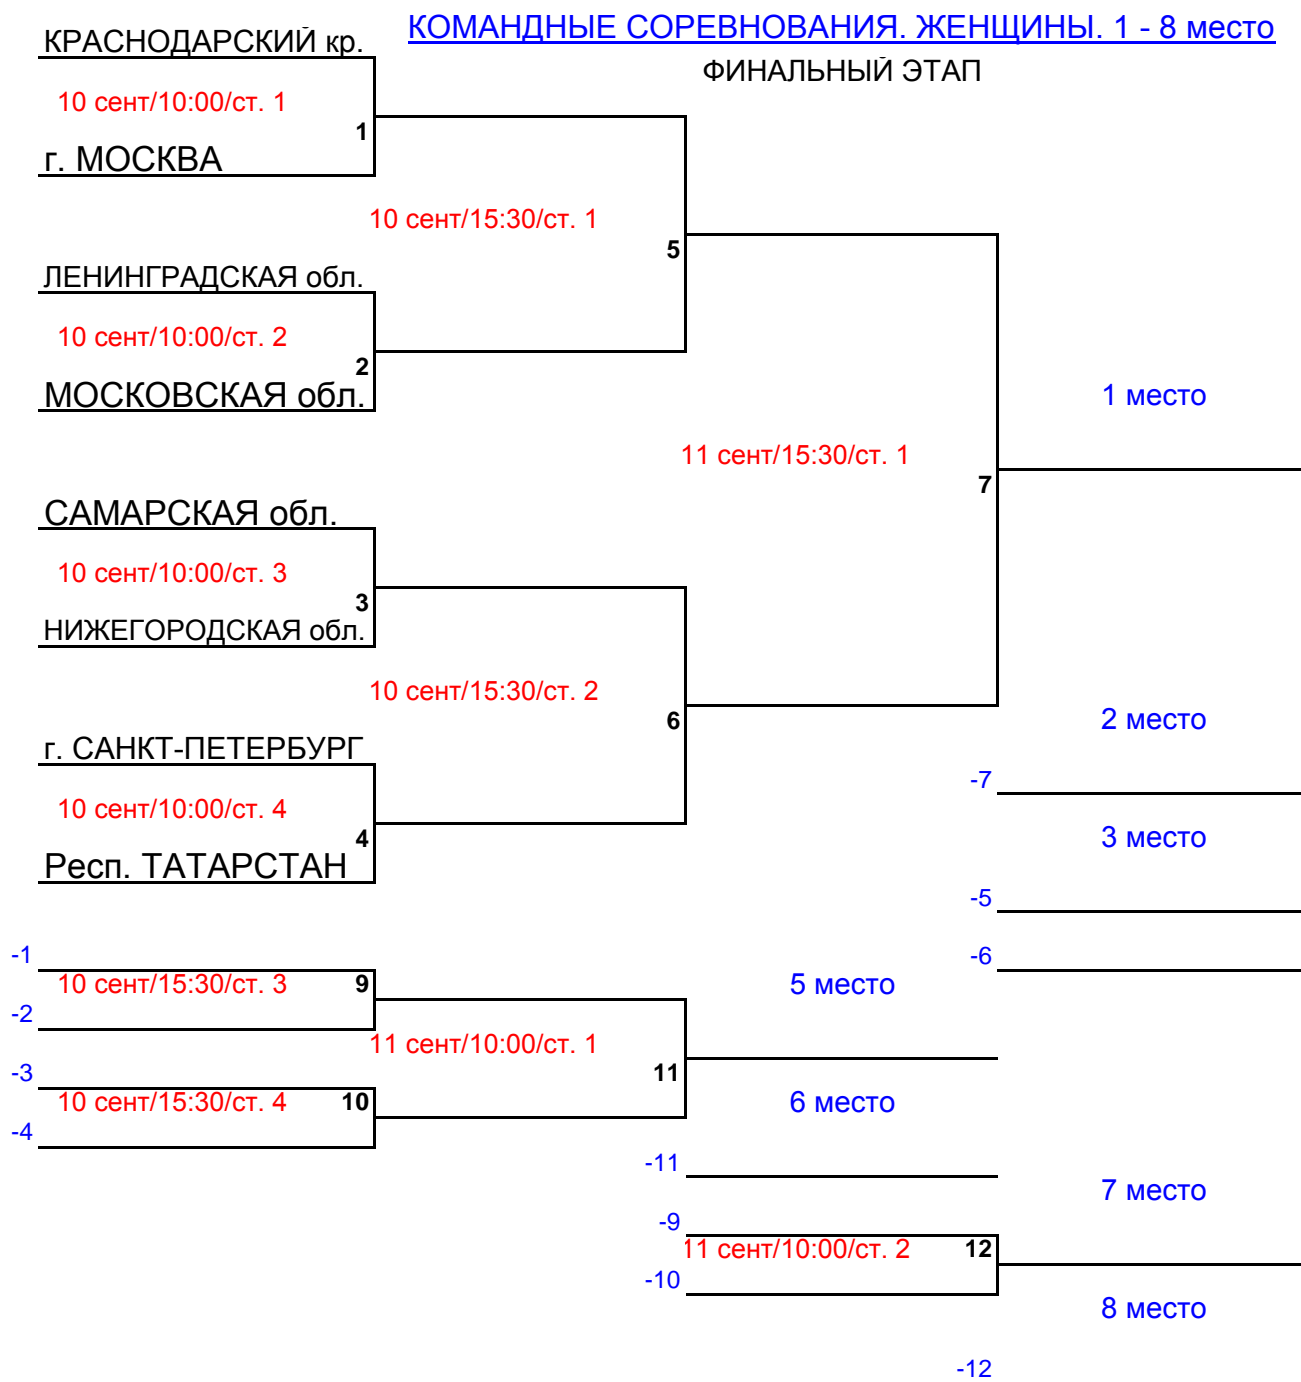 КОМАНДНЫЕ СОРЕВНОВАНИЯ. ЖЕНЩИНЫ. 1 - 8 место
КРАСНОДАРСКИЙ кр.
ФИНАЛЬНЫЙ ЭТАП
10 сент/10:00/ст. 1
1
г. МОСКВА
10 сент/15:30/ст. 1
5
ЛЕНИНГРАДСКАЯ обл.
10 сент/10:00/ст. 2
2
МОСКОВСКАЯ обл.
1 место
11 сент/15:30/ст. 1
7
САМАРСКАЯ обл.
10 сент/10:00/ст. 3
3
НИЖЕГОРОДСКАЯ обл.
10 сент/15:30/ст. 2
6
2 место
г. САНКТ-ПЕТЕРБУРГ
-7
10 сент/10:00/ст. 4
4
3 место
Респ. ТАТАРСТАН
-5
-1
-6
10 сент/15:30/ст. 3
9
5 место
-2
11 сент/10:00/ст. 1
11
-3
10 сент/15:30/ст. 4
10
6 место
-4
-11
7 место
-9
11 сент/10:00/ст. 2
12
-10
8 место
-12